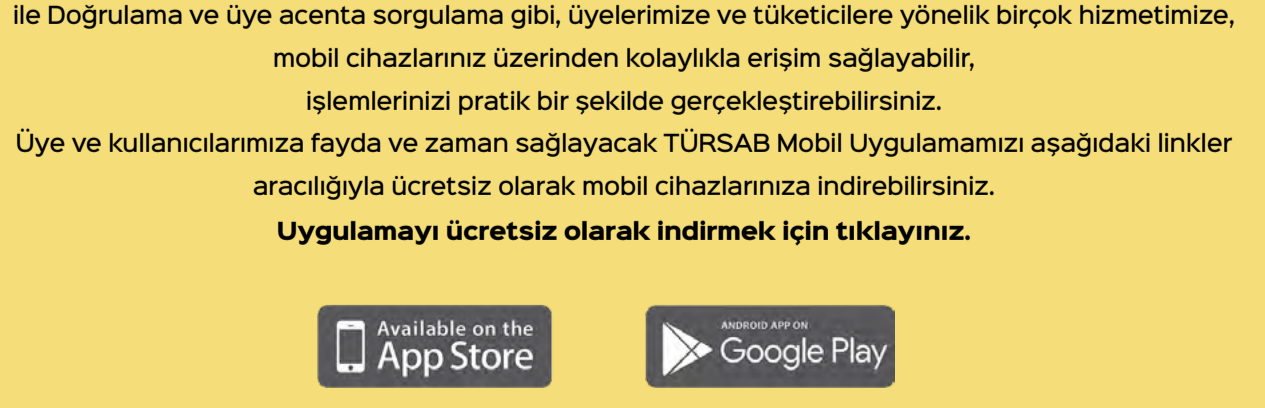 ile Doğrulama ve üye acenta sorgulama gibi, üyelerimize ve tüketicilere yönelik birçok hizmetimize,
mobil cihazlarınız üzerinden kolaylıkla erişim sağlayabilir,
işlemlerinizi pratik bir şekilde gerçekleştirebilirsiniz.
Üye ve kullanıcılarımıza fayda ve zaman sağlayacak TÜRSAB Mobil Uygulamamızı aşağıdaki linkler
aracılığıyla ücretsiz olarak mobil cihazlarınıza indirebilirsiniz.
Uygulamayı ücretsiz olarak indirmek için tıklayınız.
Available on the
App Store
ANDROID APP ON
Google Play